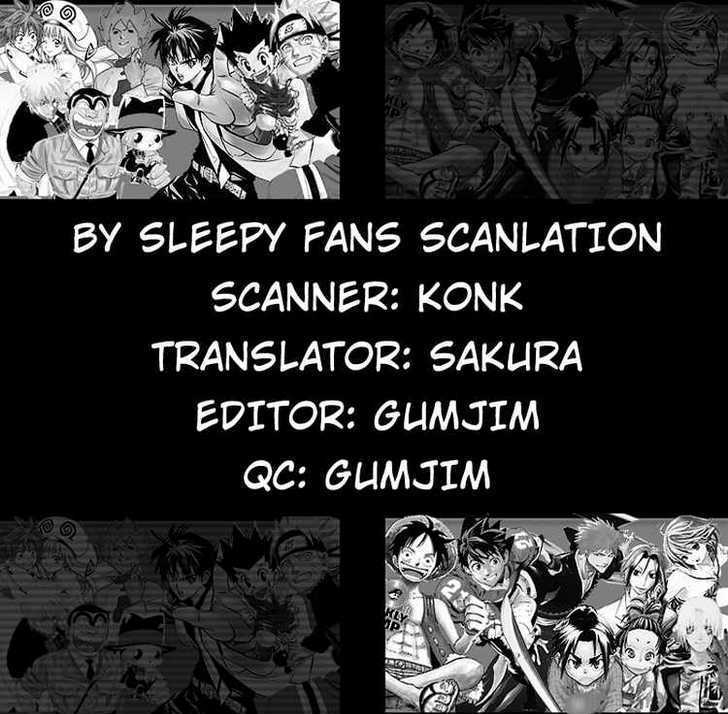 BY SLEEPY FANS SCANLATION
SCANNER: KONK
TRANSLATOR: SAKURA
EDITOR: GUMJIM
QC: GUMJIM